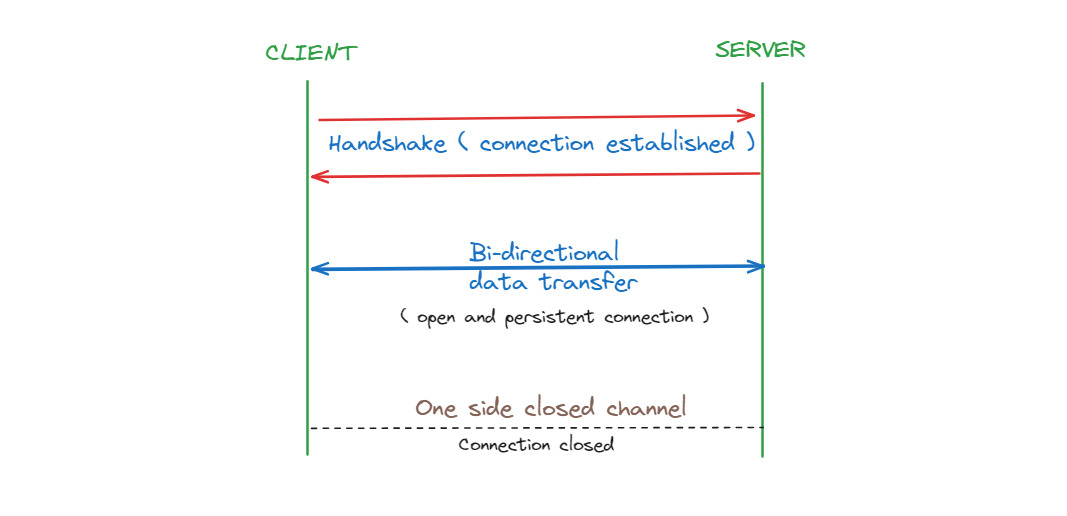 CLIENT
SERVER
Handshake ( connection established )
Bi-directional
data transfer
( open and persistent connection )
One side closed channel
Connection closed